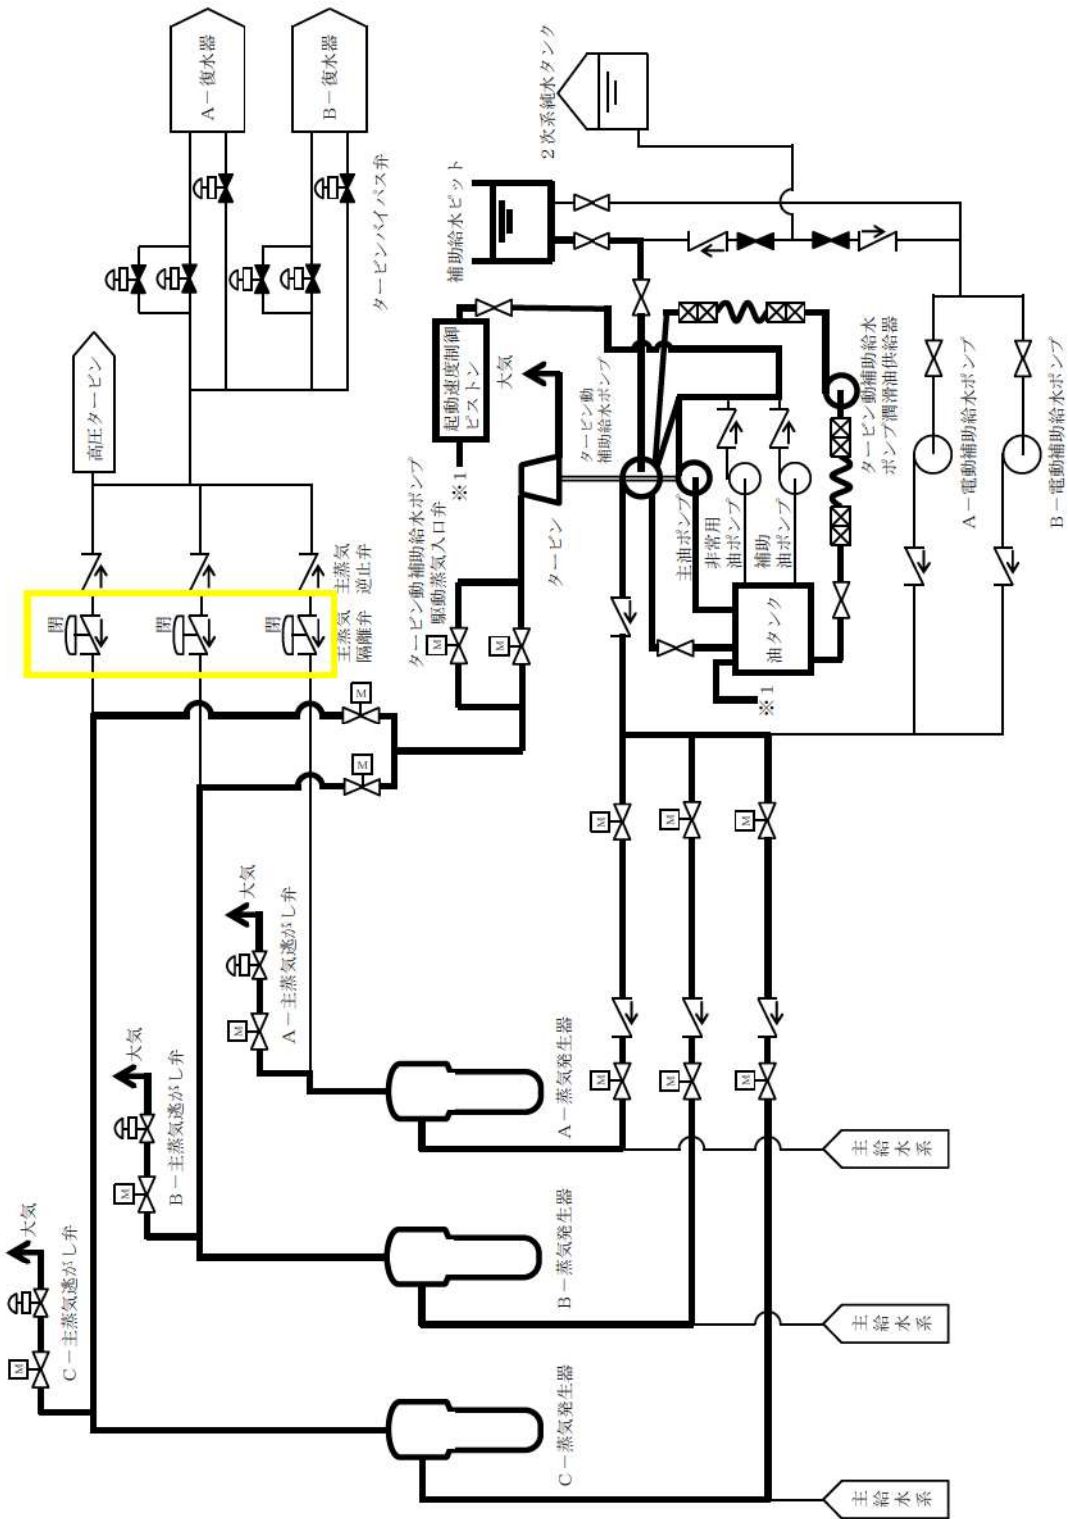 A－復水器
B－復水器
タービンバイパス弁
高圧タービン
2次系純水タンク
補助給水ピット
起動速度制御
ピストン
※1
大気
タービン動
補助給水ポンプ
タービン
タービン動補助給水ポンプ
駆動蒸気入口弁
M
M
主蒸気
逆止弁
主蒸気
隔離弁
閉
閉
閉
M
M
主油ポンプ
非常用
油ポンプ
補助
油ポンプ
油タンク
※1
タービン動補助給水
ポンプ潤滑油供給器
A－電動補助給水ポンプ
B－電動補助給水ポンプ
M
M
M
大気
M
A－主蒸気逃がし弁
大気
M
B－主蒸気逃がし弁
大気
M
C－主蒸気逃がし弁
M
M
M
A－蒸気発生器
B－蒸気発生器
C－蒸気発生器
主給水系
主給水系
主給水系